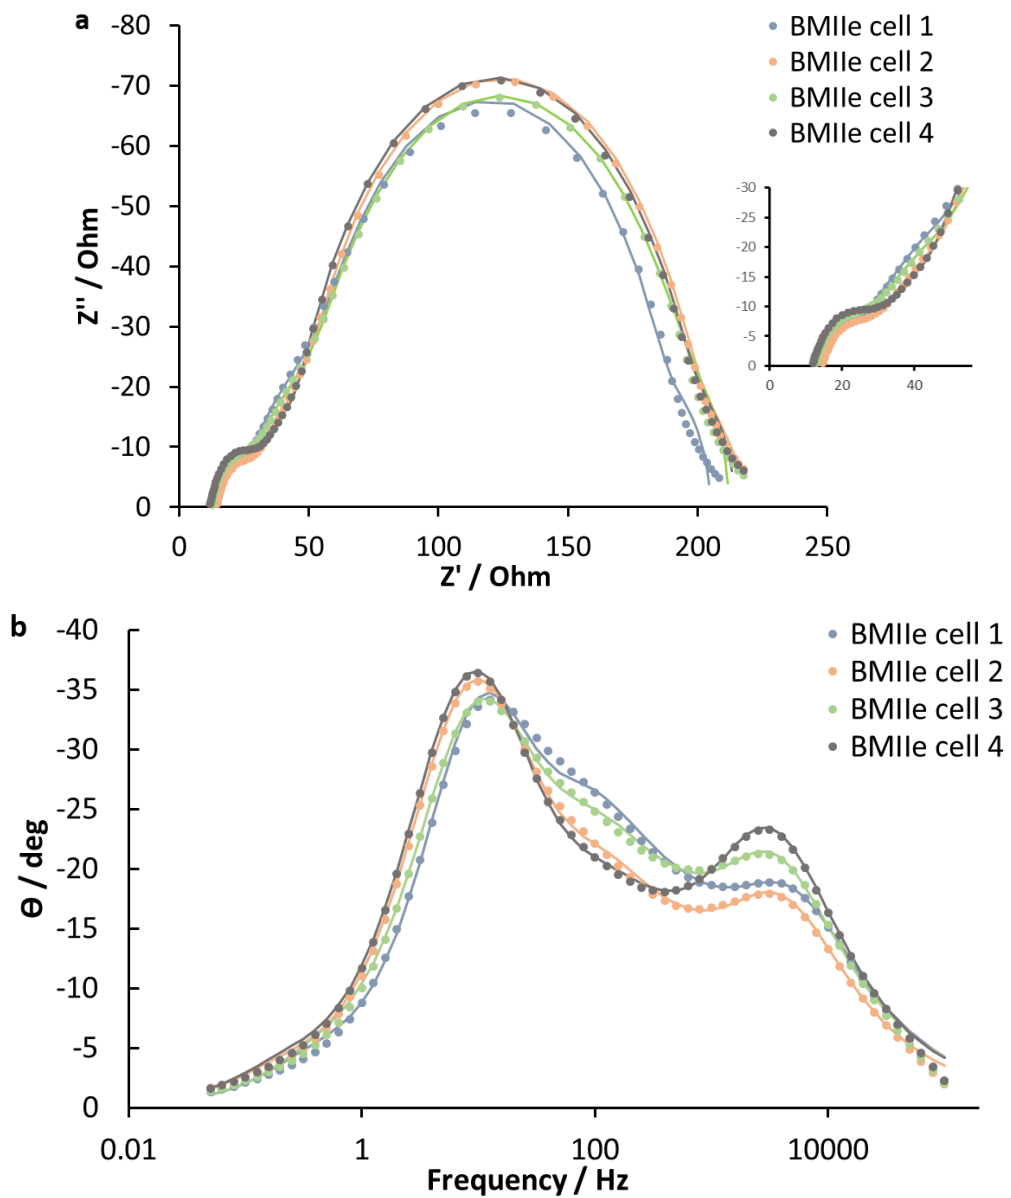 a
-80
-70
-60
-50
-40
-30
-20
-10
0
Z'' / Ohm
0 50 100 150 200 250
Z' / Ohm
BMIIe cell 1
BMIIe cell 2
BMIIe cell 3
BMIIe cell 4
-30
-25
-20
-15
-10
-5
0
0 20 40
b
-40
-35
-30
-25
-20
-15
-10
-5
0
Ɵ / deg
0.01 1 100 10000
Frequency / Hz
BMIIe cell 1
BMIIe cell 2
BMIIe cell 3
BMIIe cell 4